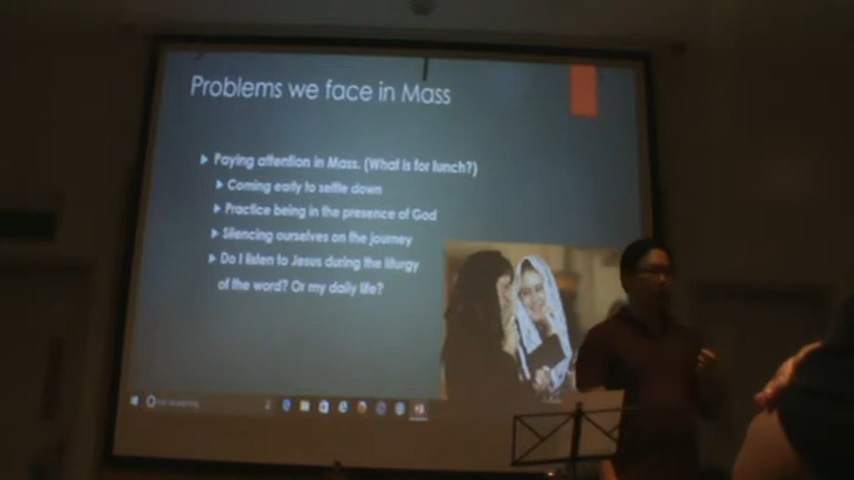 Problems we face in Mass
Paying attention in Mass. (What is for lunch?)
Coming early to settle down
Practice being in the presence of God
Silencing ourselves on the journey
Do I listen to Jesus during the liturgy
of the word? Or my daily life?